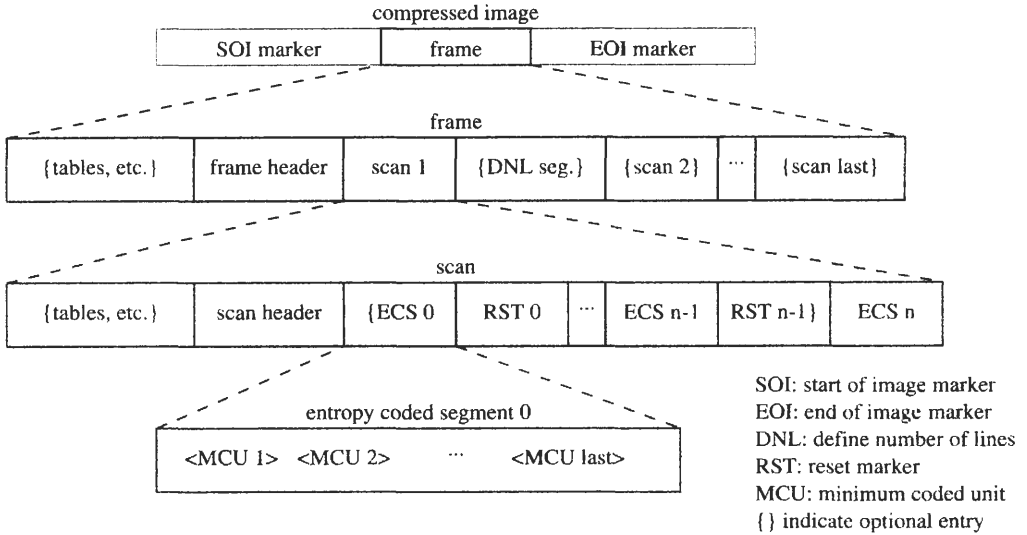 compressed image
SOI marker frame EOI marker
frame
{tables, etc.} frame header scan 1 {DNL seg.} {scan 2} ... {scan last}
scan
{tables, etc.} scan header {ECS 0 RST 0 ... ECS n-1 RST n-1} ECS n
entropy coded segment 0
<MCU 1> <MCU 2> ... <MCU last>
SOI: start of image marker
EOI: end of image marker
DNL: define number of lines
RST: reset marker
MCU: minimum coded unit
{ } indicate optional entry